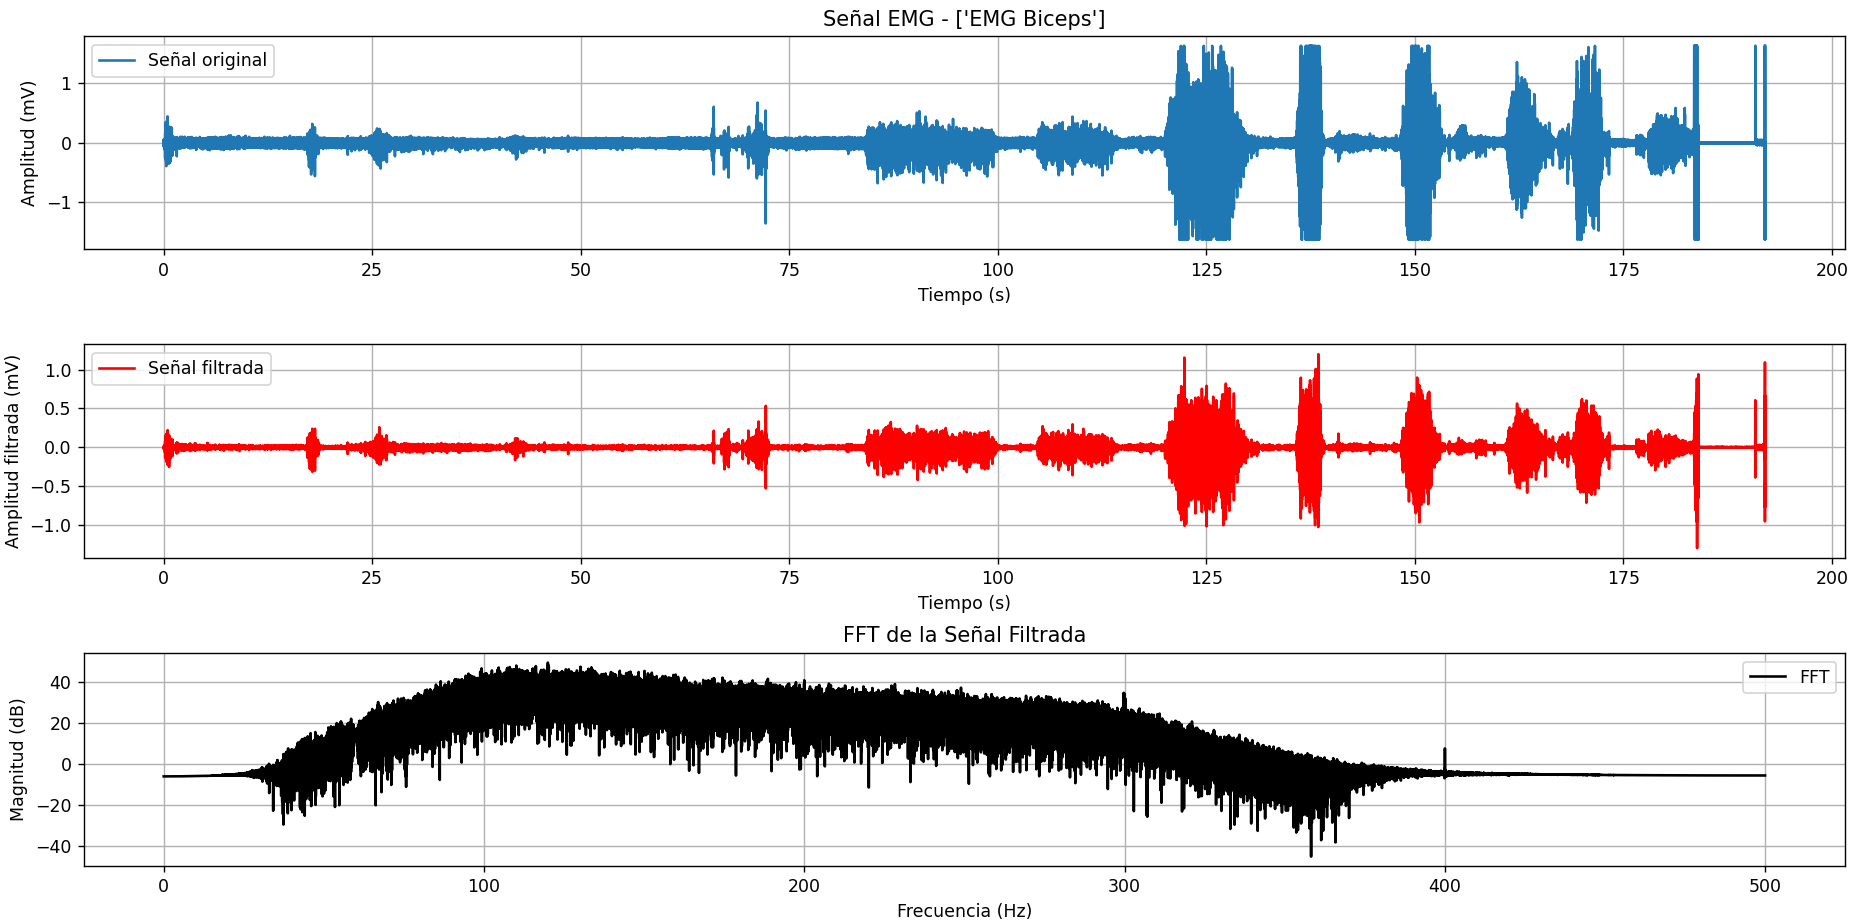 Señal EMG - ['EMG Biceps']
Señal original
Amplitud (mV)
1
0
−1
0 25 50 75 100 125 150 175 200
Tiempo (s)
Señal filtrada
Amplitud filtrada (mV)
1.0
0.5
0.0
−0.5
−1.0
0 25 50 75 100 125 150 175 200
Tiempo (s)
FFT de la Señal Filtrada
FFT
Magnitud (dB)
40
20
0
−20
−40
0 100 200 300 400 500
Frecuencia (Hz)